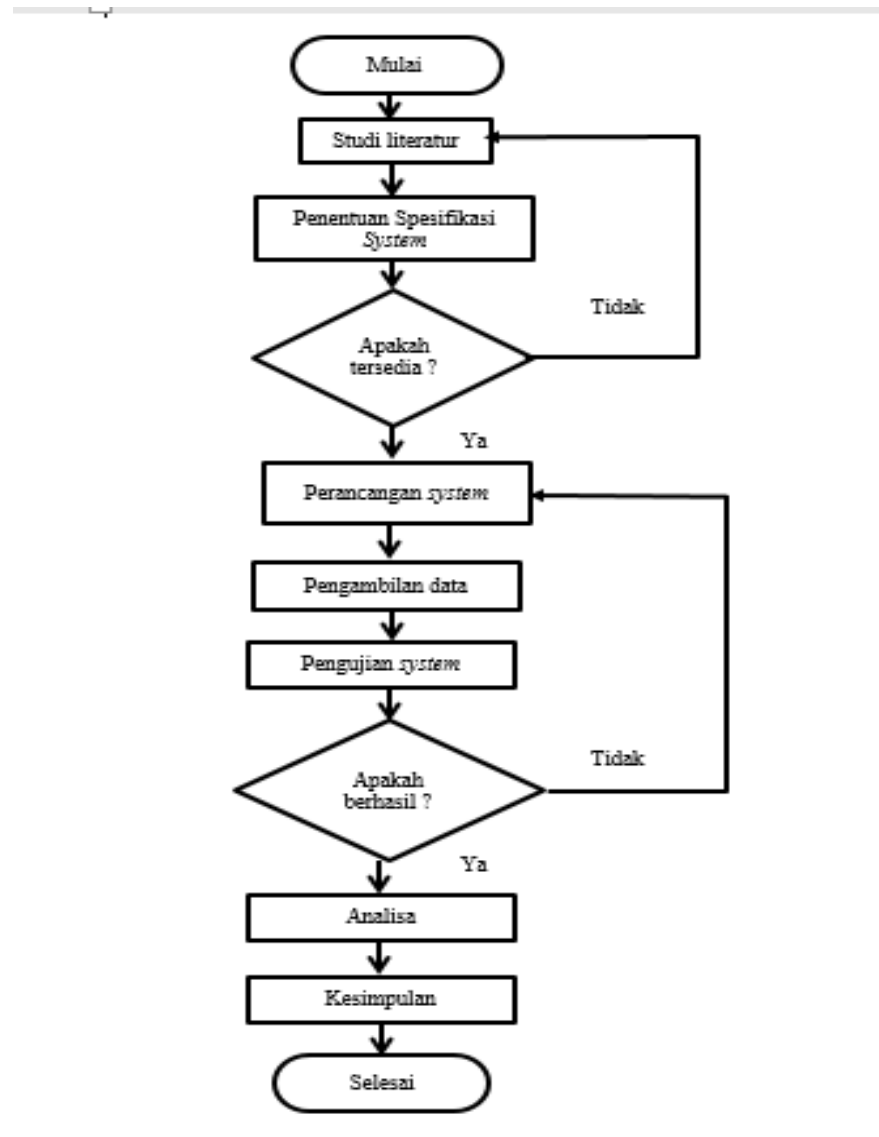 Mulai
Studi literatur
Penentuan Spesifikasi
System
Tidak
Apakah
tersedia ?
Ya
Perancangan system
Pengambilan data
Pengujian system
Tidak
Apakah
berhasil ?
Ya
Analisa
Kesimpulan
Selesai